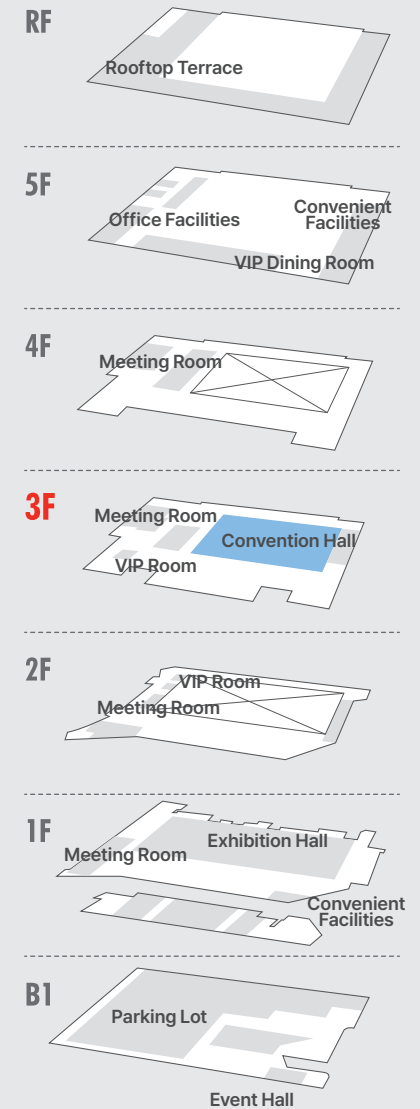 RF
Rooftop Terrace
5F
Office Facilities
Convenient
Facilities
VIP Dining Room
4F
Meeting Room
3F
Meeting Room
Convention Hall
VIP Room
2F
VIP Room
Meeting Room
1F
Exhibition Hall
Meeting Room
Convenient
Facilities
B1
Parking Lot
Event Hall